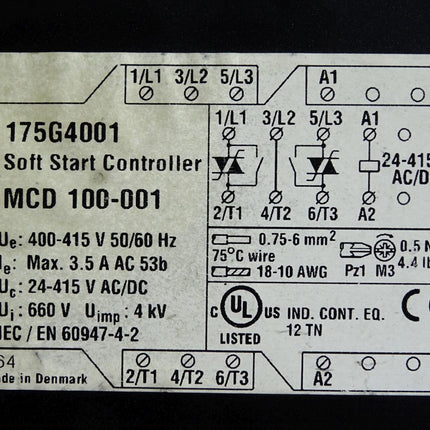 1/L1 3/L2 5/L3 A1
175G4001
Soft Start Controller
MCD 100-001
Ue: 400-415 V 50/60 Hz
e: Max. 3.5 A AC 53b
Uc: 24-415 V AC/DC
Ui: 660 V Uimp: 4 kV
IEC / EN 60947-4-2
64
de in Denmark
1/L1 3/L2 5/L3 A1
24-415
AC/D
2/T1 4/T2 6/T3 A2
0.75-6 mm²
75°C wire
18-10 AWG
Pz1 M3
0.5 N
4.4 lb
C UL US
LISTED
IND. CONT. EQ.
12 TN
2/T1 4/T2 6/T3 A2